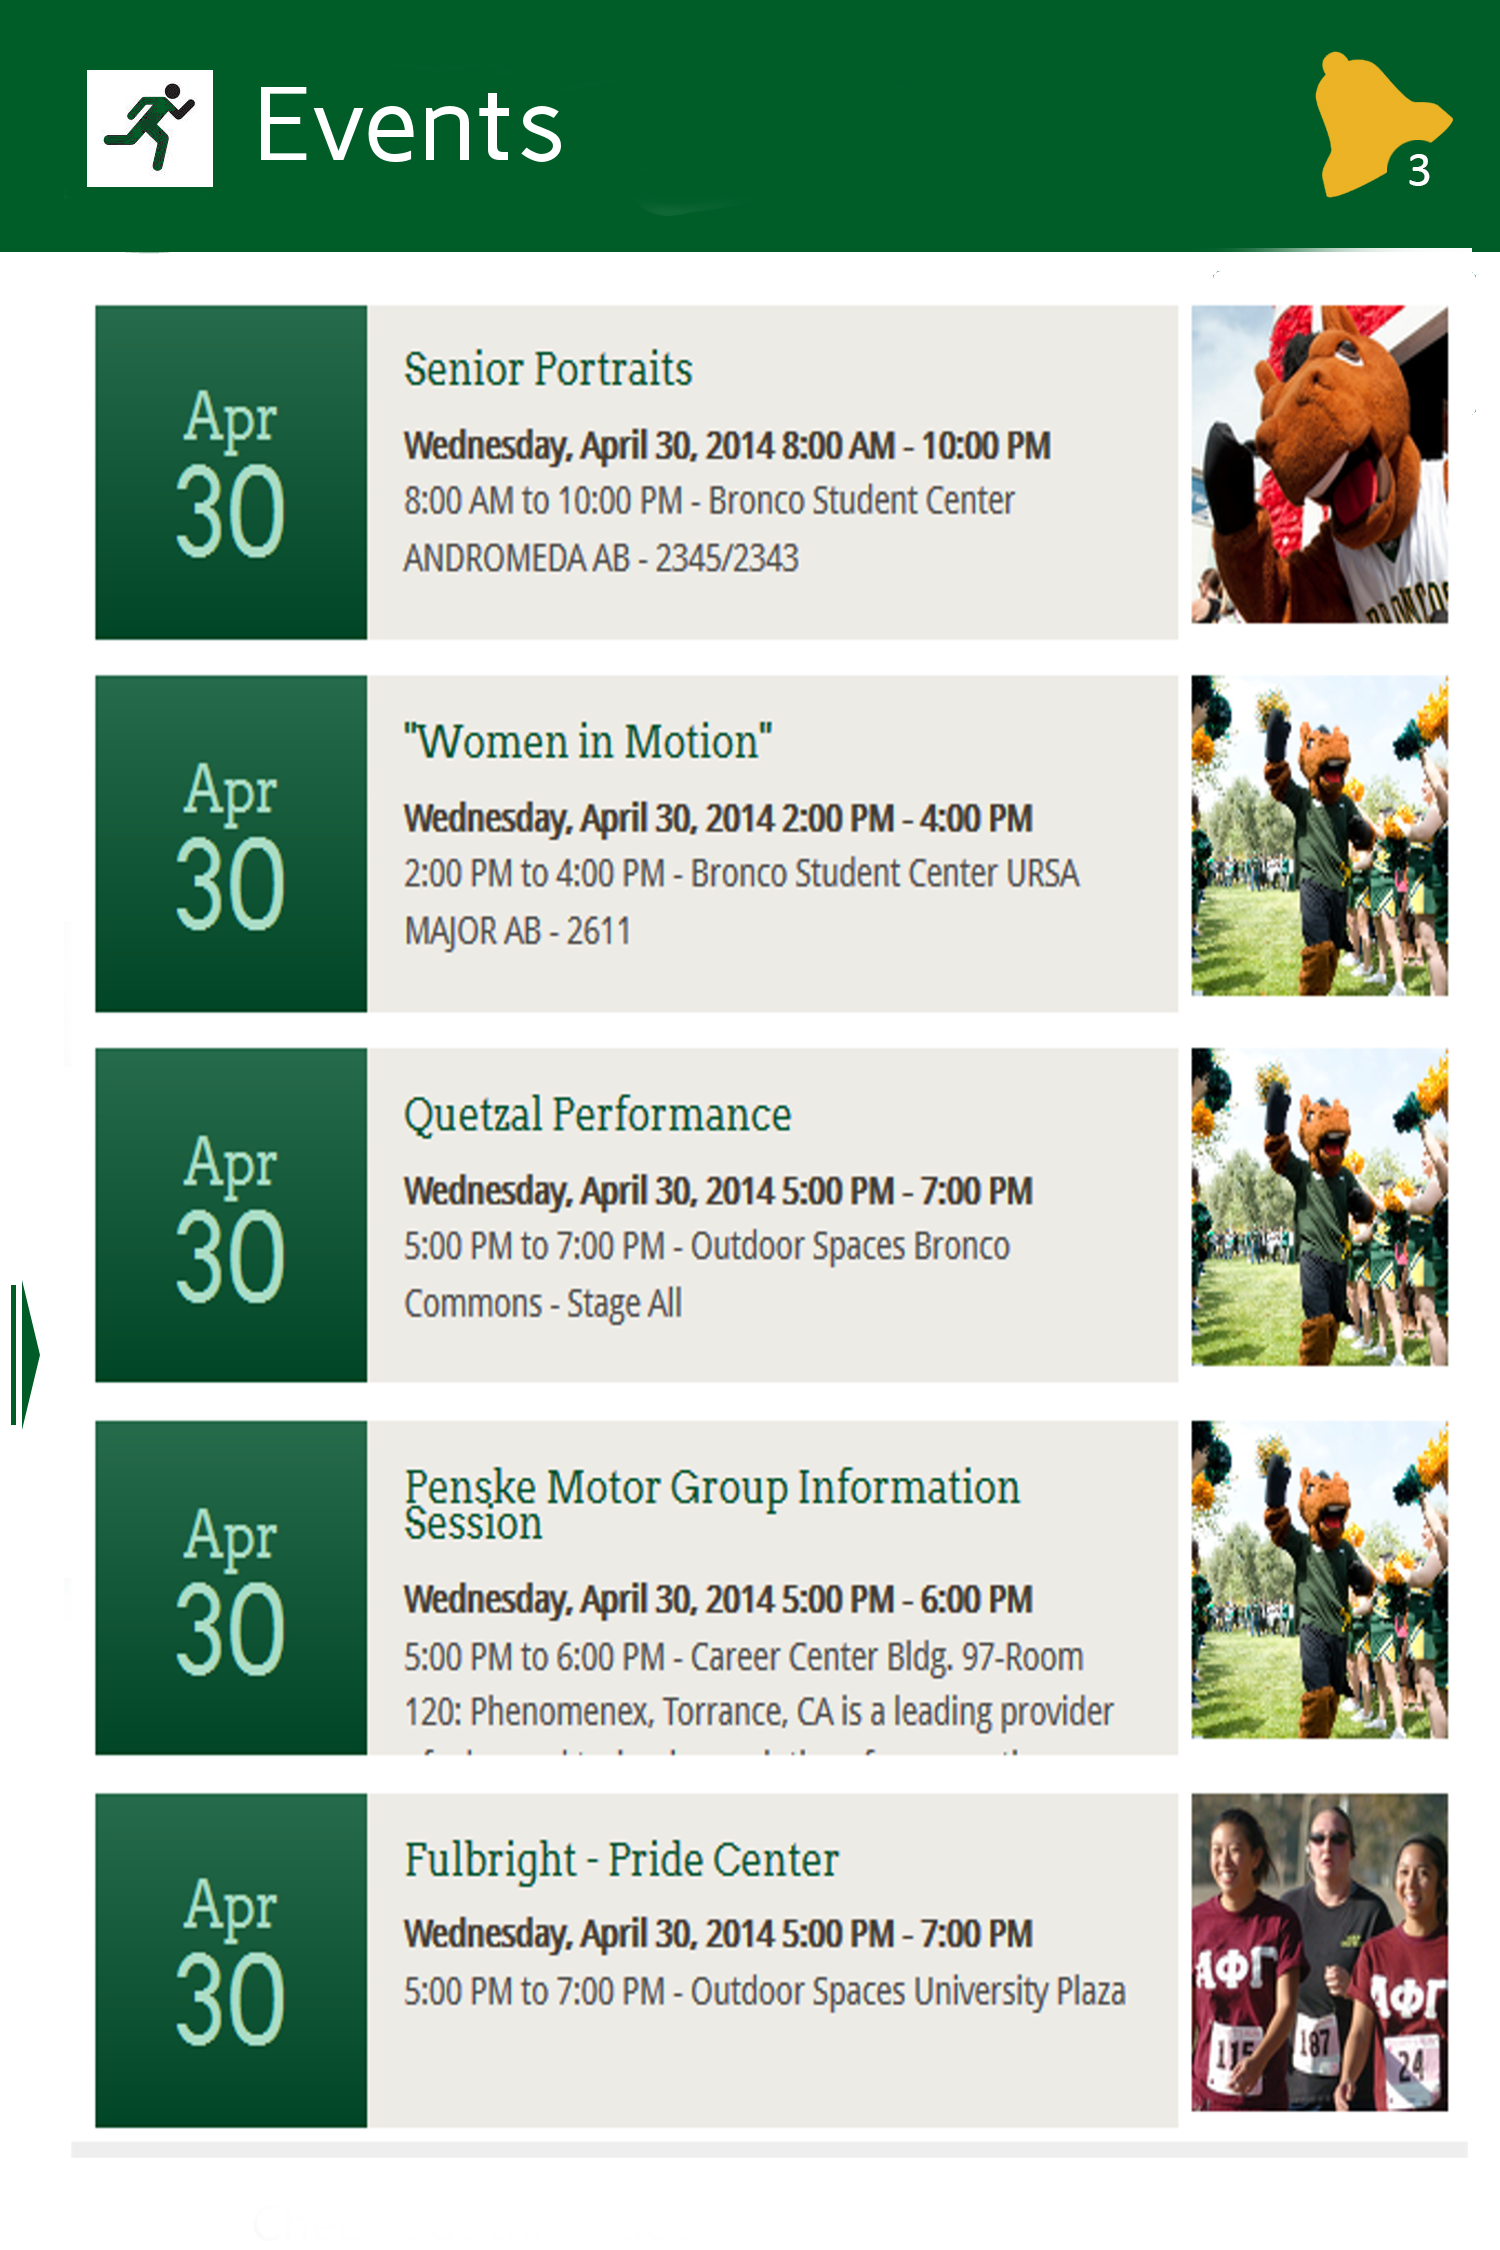 Events
3
Apr
30
Senior Portraits
Wednesday, April 30, 2014 8:00 AM - 10:00 PM
8:00 AM to 10:00 PM - Bronco Student Center
ANDROMEDA AB - 2345/2343
Apr
30
"Women in Motion"
Wednesday, April 30, 2014 2:00 PM - 4:00 PM
2:00 PM to 4:00 PM - Bronco Student Center URSA
MAJOR AB - 2611
Apr
30
Quetzal Performance
Wednesday, April 30, 2014 5:00 PM - 7:00 PM
5:00 PM to 7:00 PM - Outdoor Spaces Bronco
Commons - Stage All
Apr
30
Penske Motor Group Information
Session
Wednesday, April 30, 2014 5:00 PM - 6:00 PM
5:00 PM to 6:00 PM - Career Center Bldg. 97-Room
120: Phenomenex, Torrance, CA is a leading provider
Apr
30
Fulbright - Pride Center
Wednesday, April 30, 2014 5:00 PM - 7:00 PM
5:00 PM to 7:00 PM - Outdoor Spaces University Plaza
ΑΦΓ
ΑΦΓ
115
187
24